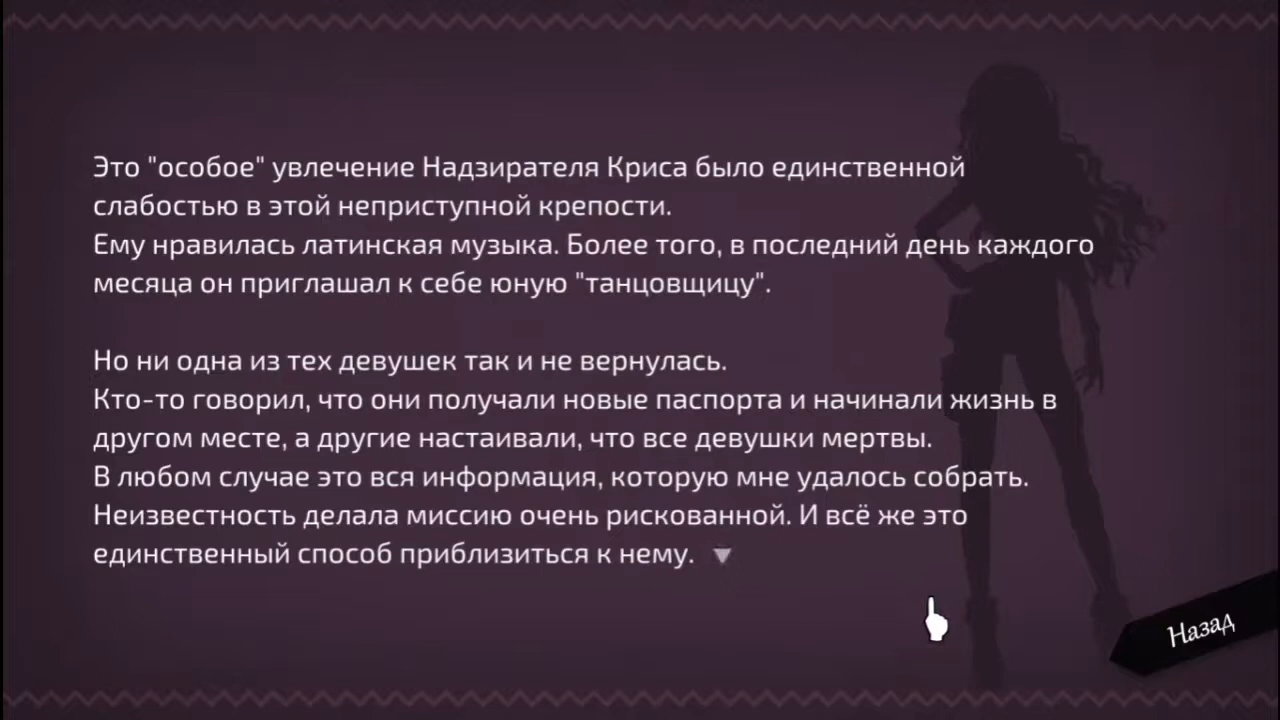 Это "особое" увлечение Надзирателя Криса было единственной
слабостью в этой неприступной крепости.
Ему нравилась латинская музыка. Более того, в последний день каждого
месяца он приглашал к себе юную "танцовщицу".
Но ни одна из тех девушек так и не вернулась.
Кто-то говорил, что они получали новые паспорта и начинали жизнь в
другом месте, а другие настаивали, что все девушки мертвы.
В любом случае это вся информация, которую мне удалось собрать.
Неизвестность делала миссию очень рискованной. И всё же это
единственный способ приблизиться к нему.
Назад